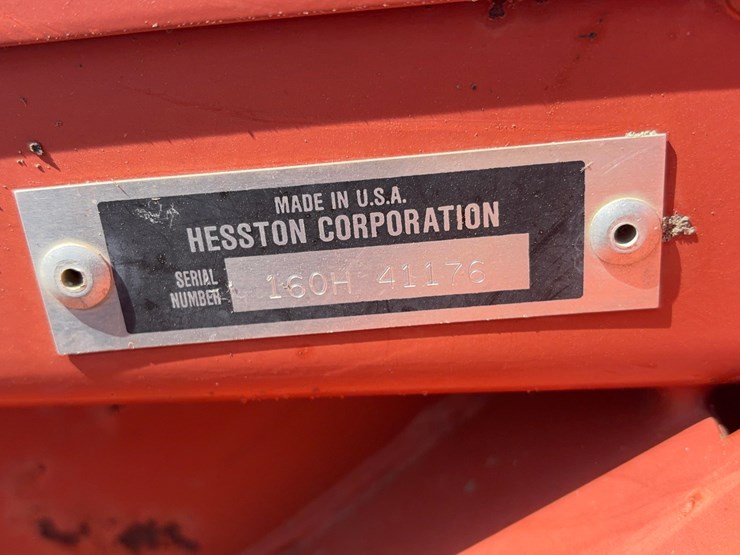 MADE IN U.S.A.
HESSTON CORPORATION
SERIAL
NUMBER
160H 41176